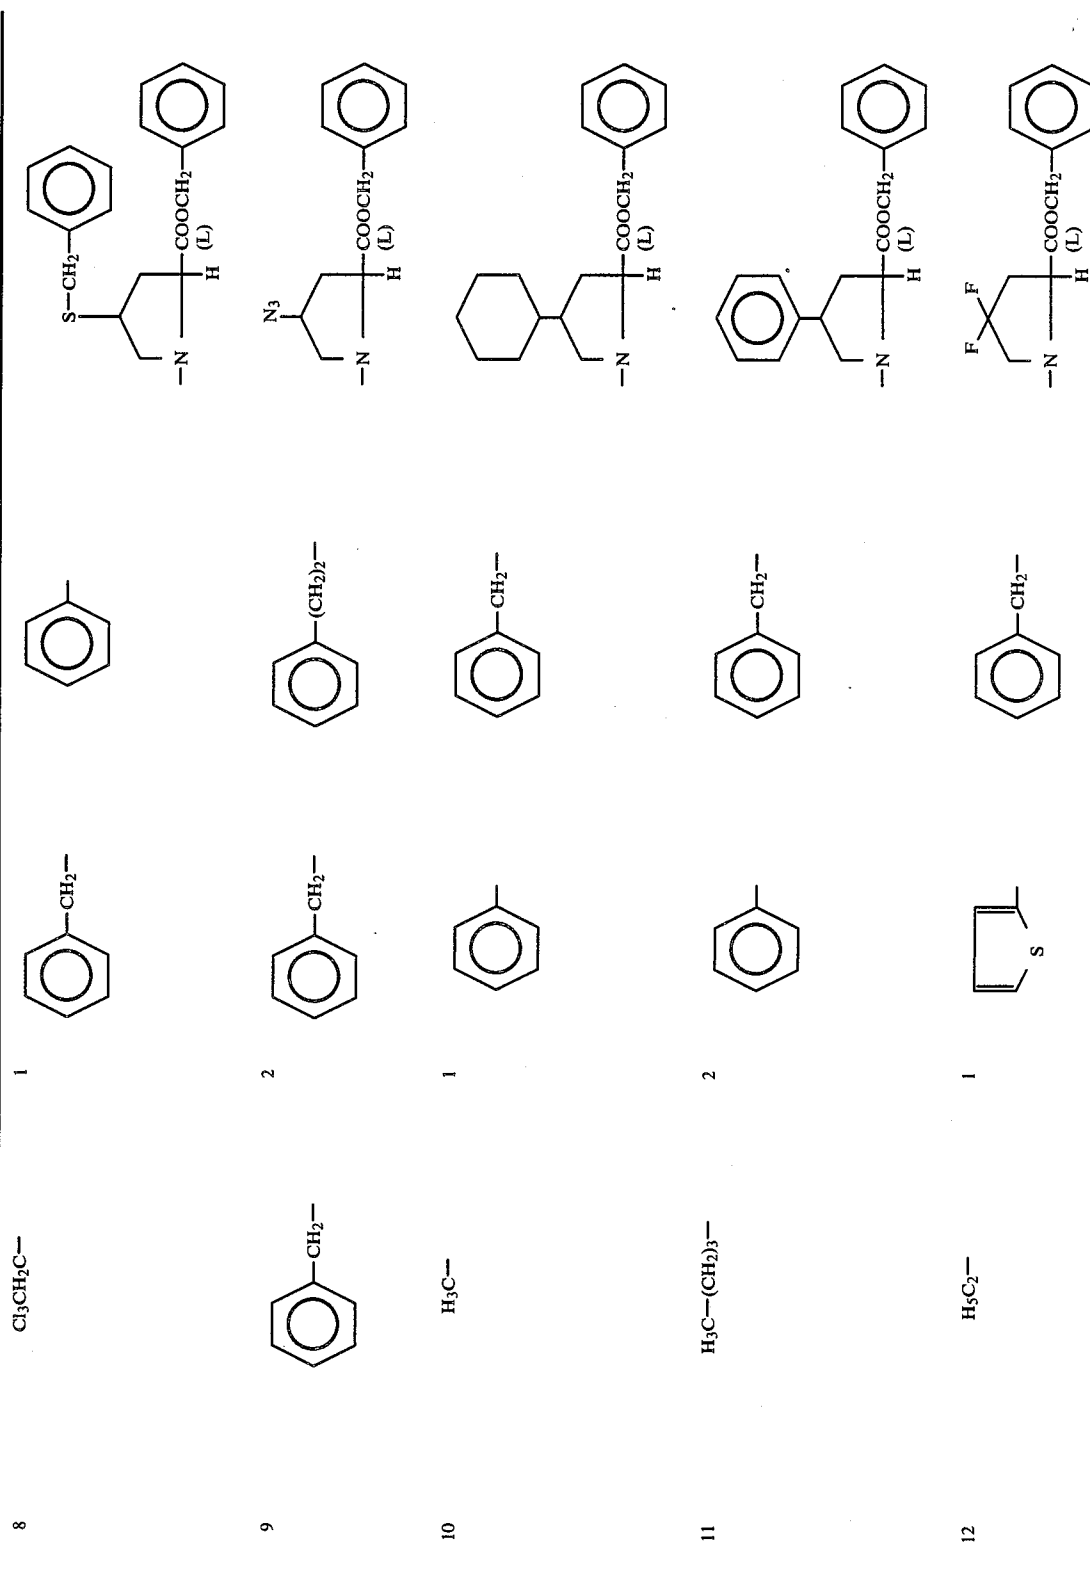 8 Cl3CH2C— 1 —CH2— S—CH2— —N COOCH2— (L) H
9 —CH2— 2 —CH2— —(CH2)2— N3 —N COOCH2— (L) H
10 H3C— 1 —CH2— —N COOCH2— (L) H
11 H3C—(CH2)3— 2 —CH2— —N COOCH2— (L) H
12 H5C2— 1 S —CH2— F F —N COOCH2— (L) H